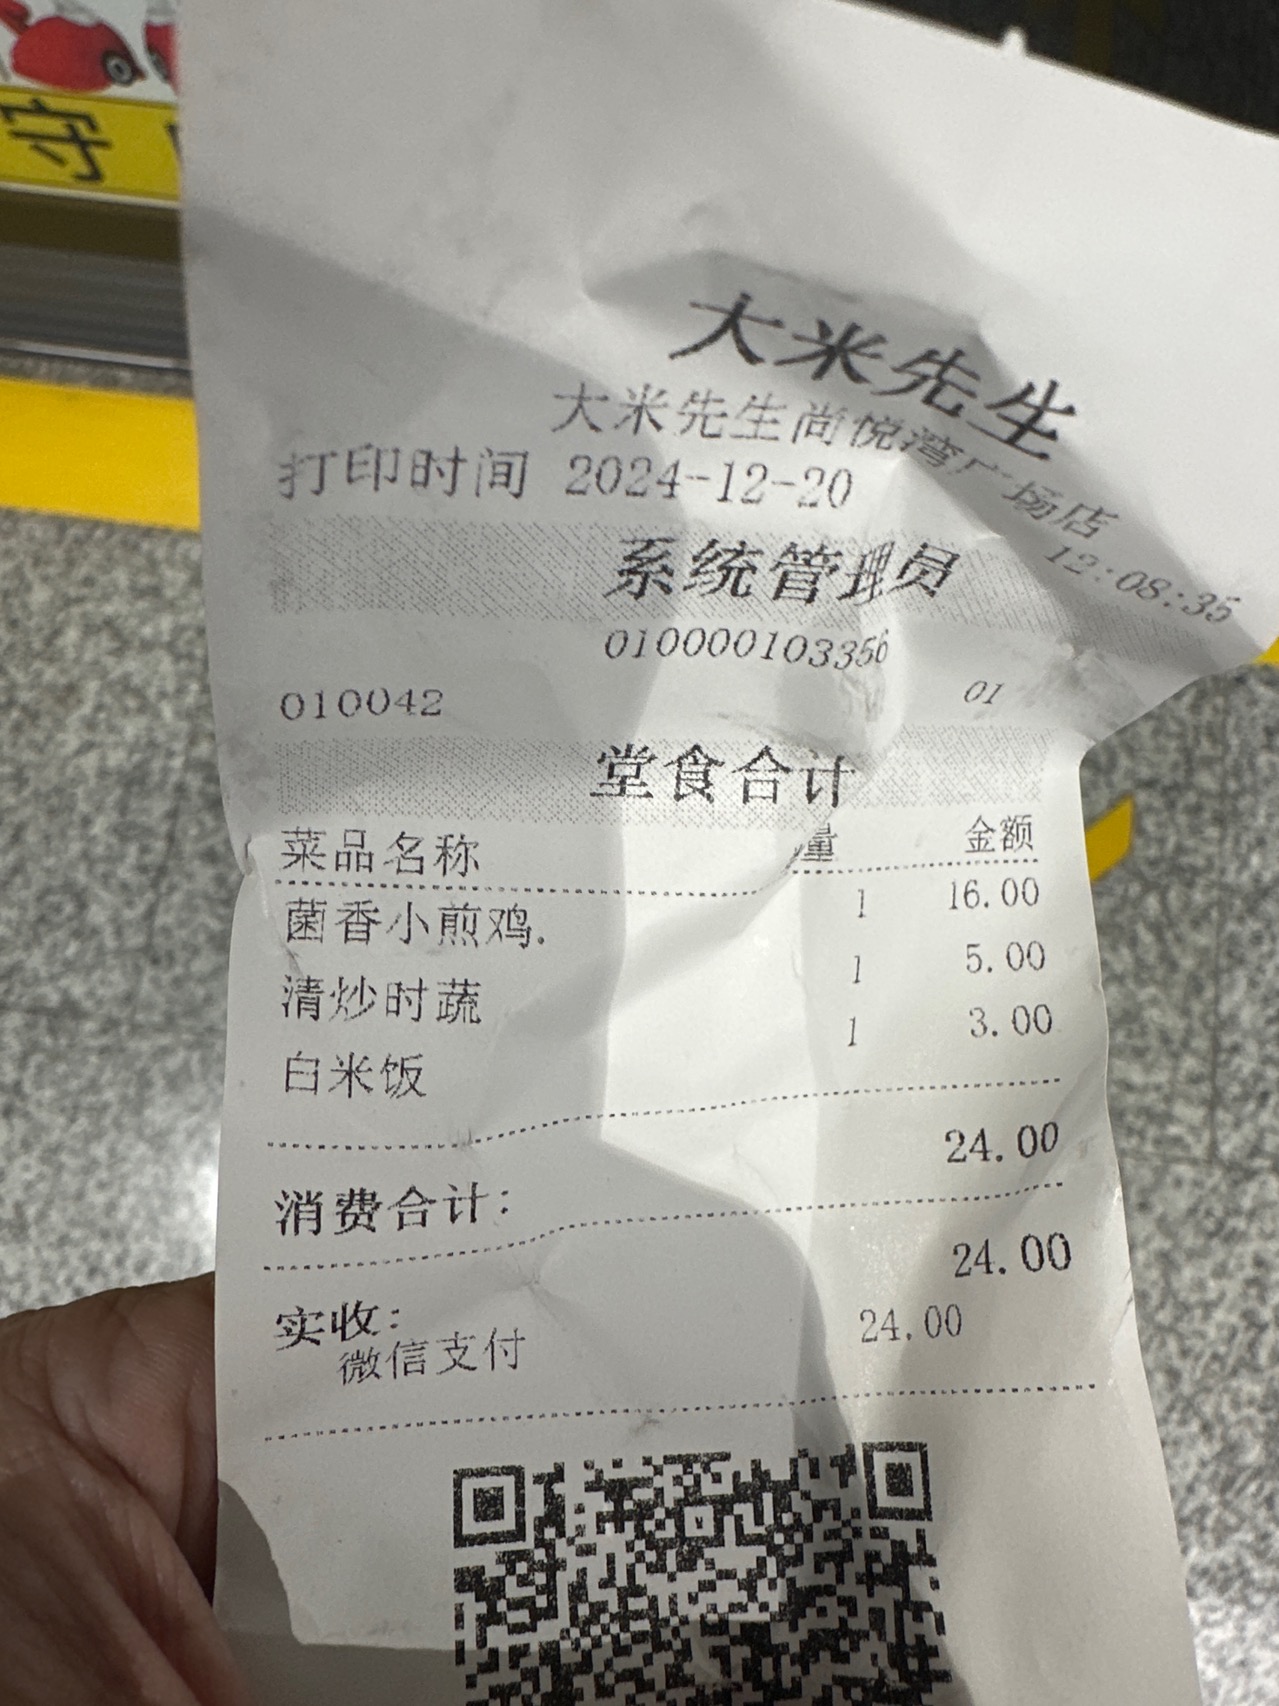 守
大米先生
大米先生尚悦湾广场店
打印时间 2024-12-20 12:08:35
系统管理员
010000103356
010042 01
堂食合计
菜品名称 量 金额
菌香小煎鸡. 1 16.00
清炒时蔬 1 5.00
白米饭 1 3.00
消费合计: 24.00
实收: 24.00
微信支付 24.00